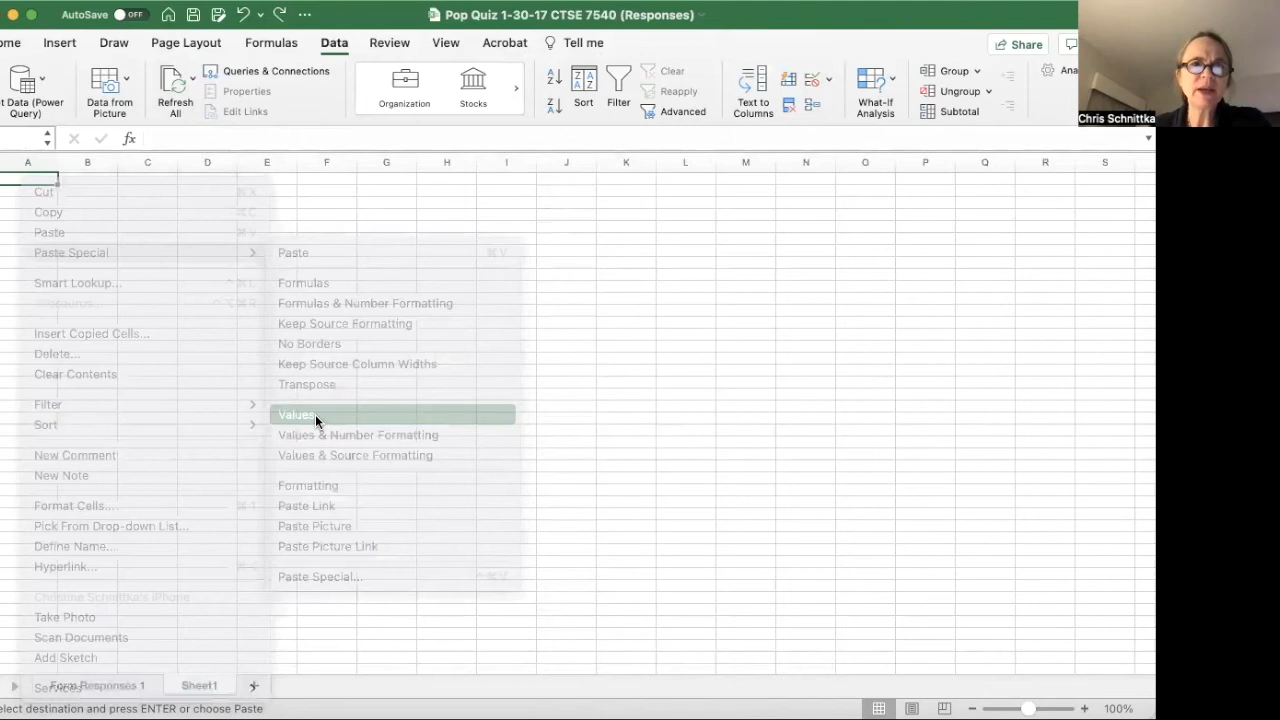 AutoSave OFF
Pop Quiz 1-30-17 CTSE 7540 (Responses)
ome Insert Draw Page Layout Formulas Data Review View Acrobat Tell me
Share
t Data (Power Query)
Data from Picture
Refresh All
Queries & Connections
Properties
Edit Links
Organization
Stocks
Sort
Filter
Clear
Reapply
Advanced
Text to Columns
What-If Analysis
Group
Ungroup
Subtotal
Ana
Chris Schnittka
fx
A B C D E F G H I J K L M N O P Q R S
Cut ⌘X
Copy ⌘C
Paste ⌘V
Paste Special
Smart Lookup... ^⌘L
Insert Copied Cells...
Delete...
Clear Contents
Filter
Sort
New Comment
New Note
Format Cells... ⌘1
Pick From Drop-down List...
Define Name...
Hyperlink...
Christine Schnittka's iPhone
Take Photo
Scan Documents
Add Sketch
Services
Paste ⌘V
Formulas
Formulas & Number Formatting
Keep Source Formatting
No Borders
Keep Source Column Widths
Transpose
Values
Values & Number Formatting
Values & Source Formatting
Formatting
Paste Link
Paste Picture
Paste Picture Link
Paste Special... ^⌘V
Form Responses 1
Sheet1
elect destination and press ENTER or choose Paste
100%